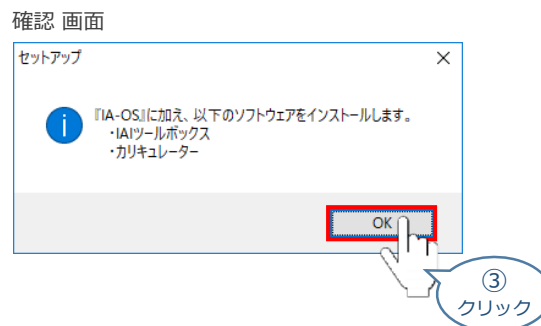 確認 画面
セットアップ
『IA-OS』に加え、以下のソフトウェアをインストールします。
・IAIツールボックス
・カリキュレーター
OK
③
クリック